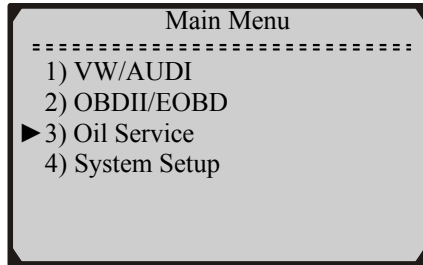 Main Menu
1) VW/AUDI
2) OBDII/EOBD
►3) Oil Service
4) System Setup